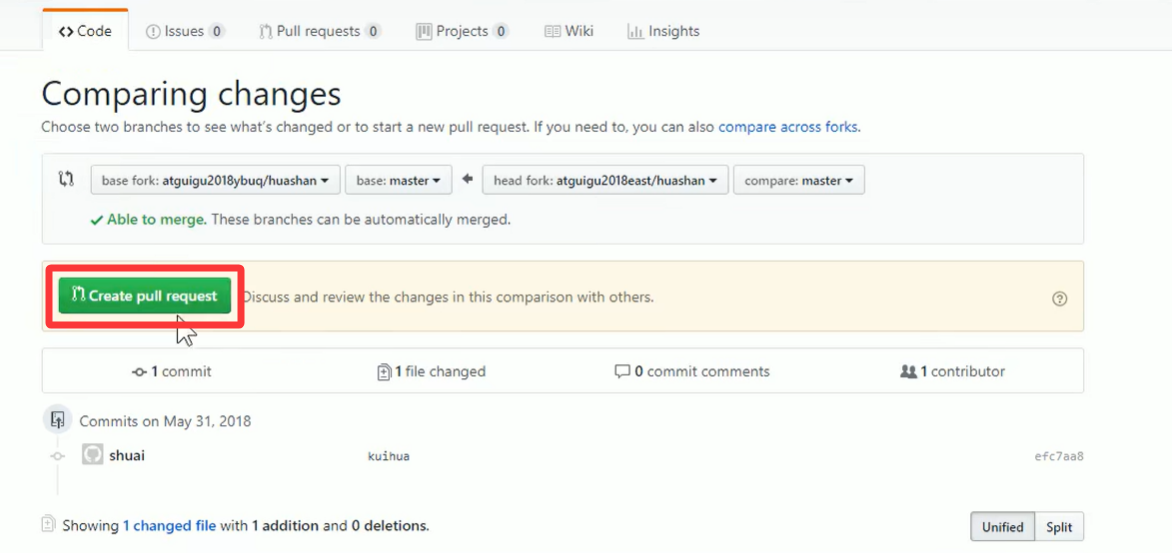 Code Issues 0 Pull requests 0 Projects 0 Wiki Insights
Comparing changes
Choose two branches to see what's changed or to start a new pull request. If you need to, you can also compare across forks.
base fork: atguigu2018ybuq/huashan base: master head fork: atguigu2018east/huashan compare: master
Able to merge. These branches can be automatically merged.
Create pull request Discuss and review the changes in this comparison with others.
1 commit 1 file changed 0 commit comments 1 contributor
Commits on May 31, 2018
shuai kuihua efc7aa8
Showing 1 changed file with 1 addition and 0 deletions. Unified Split